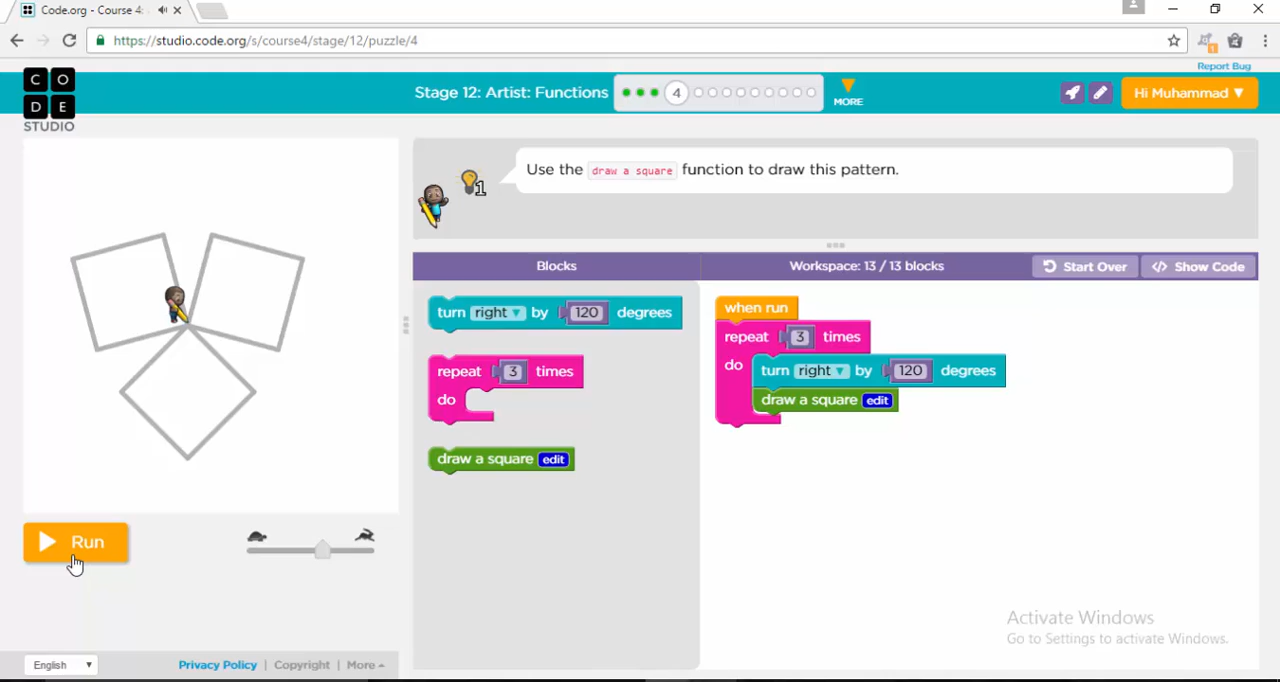 Code.org - Course 4:
https://studio.code.org/s/course4/stage/12/puzzle/4
Report Bug
C O
D E
STUDIO
Stage 12: Artist: Functions
4
MORE
Hi Muhammad ▼
1
Use the draw a square function to draw this pattern.
Blocks
Workspace: 13 / 13 blocks
Start Over
</> Show Code
turn right ▼ by 120 degrees
repeat 3 times
do
draw a square edit
when run
repeat 3 times
do
turn right ▼ by 120 degrees
draw a square edit
Run
Activate Windows
Go to Settings to activate Windows.
English ▼
Privacy Policy | Copyright | More